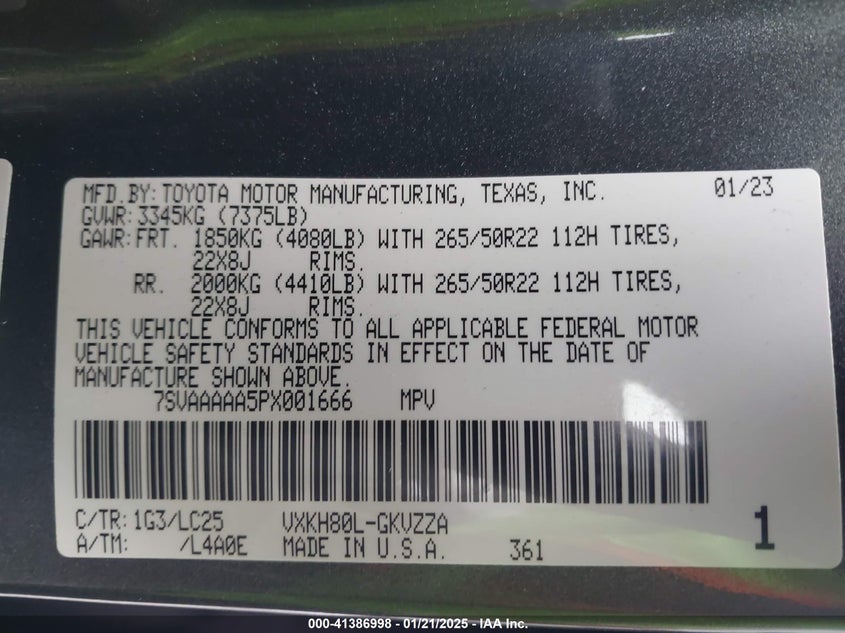 MFD.BY:TOYOTA MOTOR MANUFACTURING, TEXAS, INC. 01/23
GVWR:3345KG (7375LB)
GAWR:FRT. 1850KG (4080LB) WITH 265/50R22 112H TIRES,
22X8J RIMS.
RR. 2000KG (4410LB) WITH 265/50R22 112H TIRES,
22X8J RIMS.
THIS VEHICLE CONFORMS TO ALL APPLICABLE FEDERAL MOTOR
VEHICLE SAFETY STANDARDS IN EFFECT ON THE DATE OF
MANUFACTURE SHOWN ABOVE.
7SVAAAAA5PX001666 MPV
C/TR:1G3/LC25 VXKH80L-GKVZZA
A/TM: /L4A0E MADE IN U.S.A. 361
1
000-41386998 - 01/21/2025 - IAA Inc.